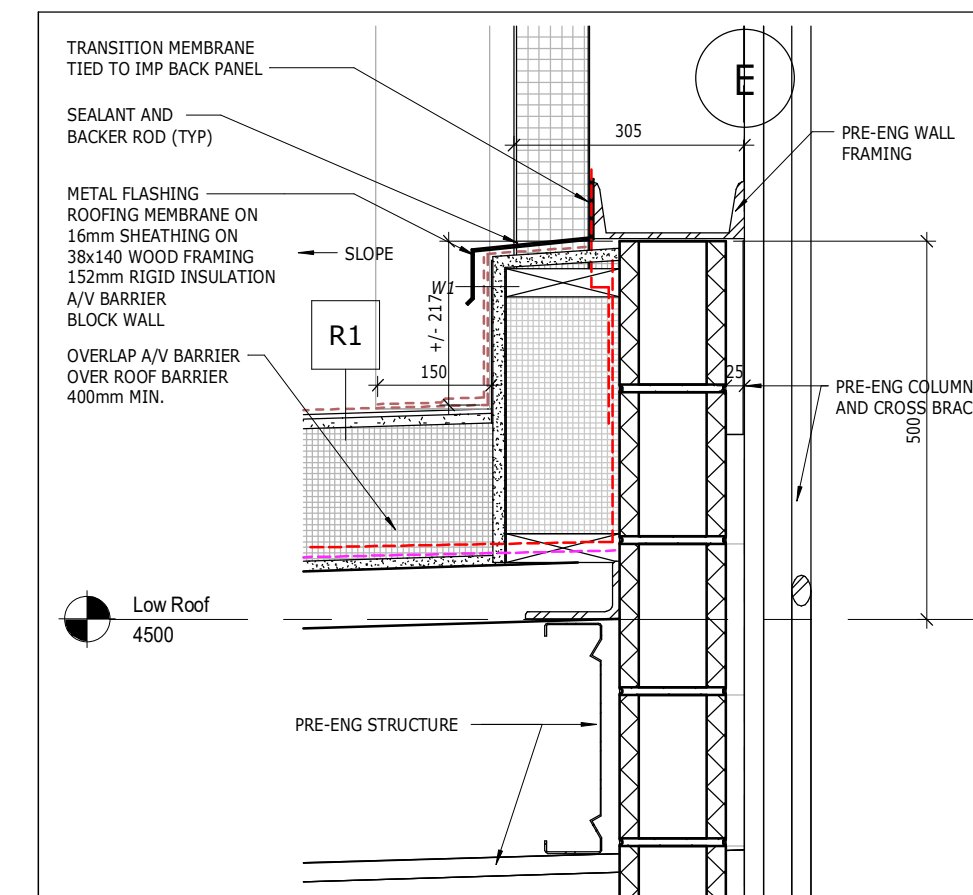 TRANSITION MEMBRANE
TIED TO IMP BACK PANEL
SEALANT AND
BACKER ROD (TYP)
METAL FLASHING
ROOFING MEMBRANE ON
16mm SHEATHING ON
38x140 WOOD FRAMING
152mm RIGID INSULATION
A/V BARRIER
BLOCK WALL
OVERLAP A/V BARRIER
OVER ROOF BARRIER
400mm MIN.
SLOPE
R1
W1
+/- 217
150
305
E
PRE-ENG WALL
FRAMING
25
PRE-ENG COLUMN
AND CROSS BRAC
500
Low Roof
4500
PRE-ENG STRUCTURE